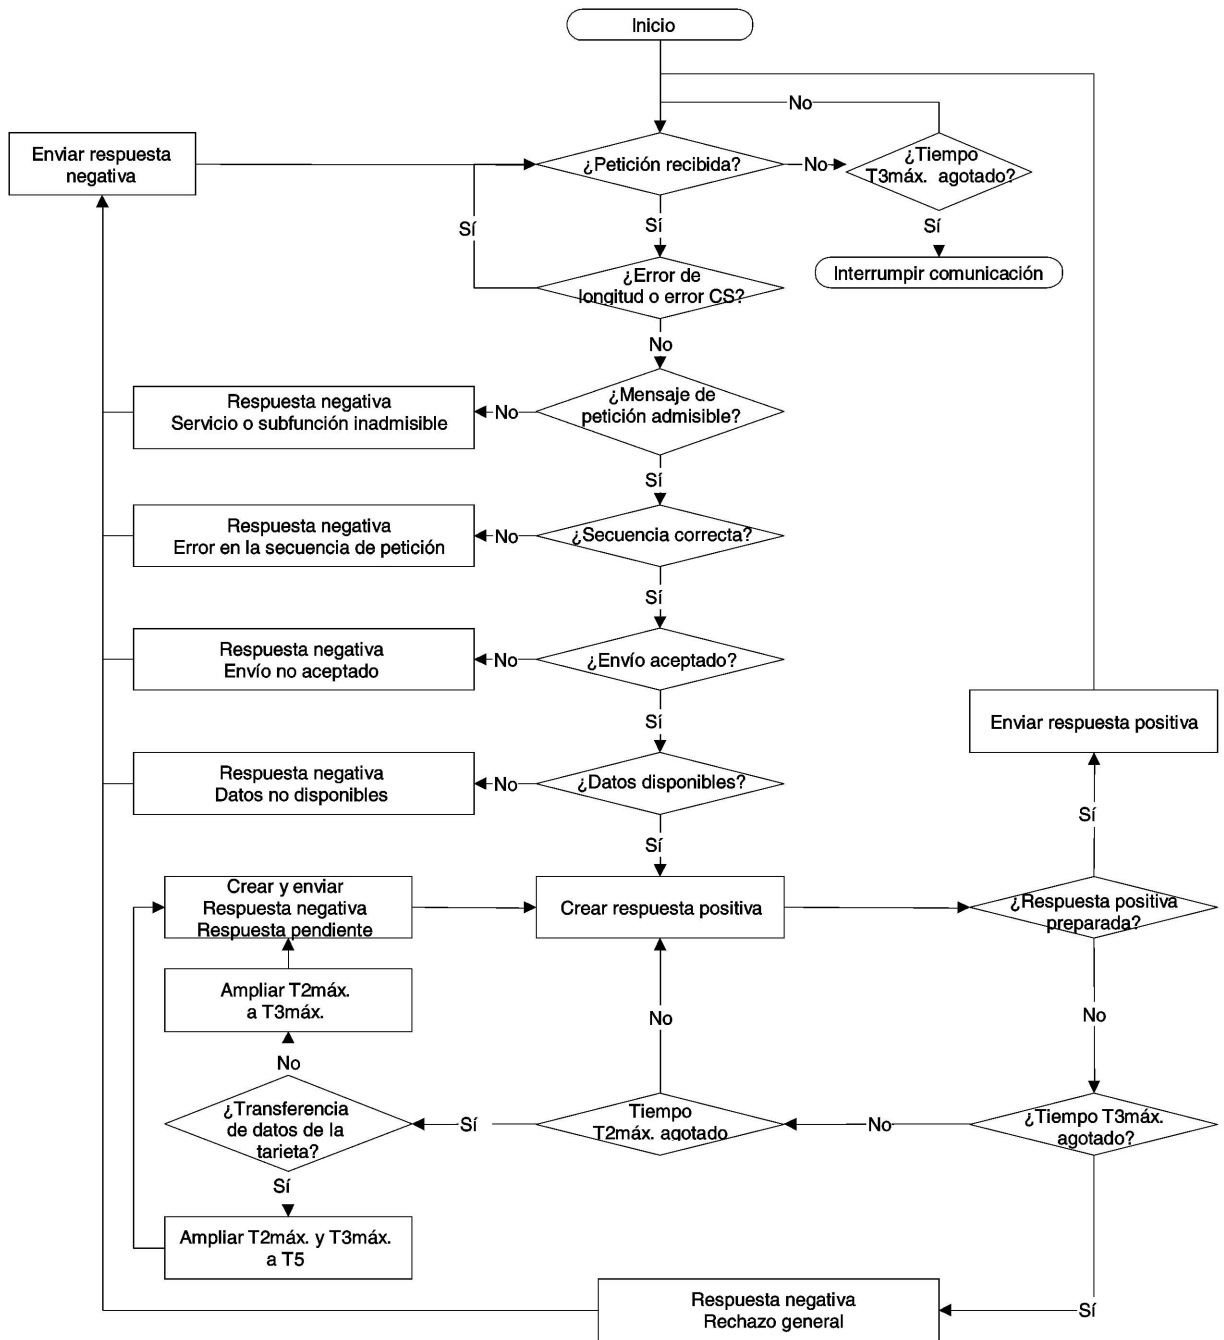 Inicio
No
Enviar respuesta
negativa
¿Petición recibida?
No
¿Tiempo
T3máx. agotado?
Sí
Sí
Sí
Interrumpir comunicación
¿Error de
longitud o error CS?
No
¿Mensaje de
petición admisible?
No
Respuesta negativa
Servicio o subfunción inadmisible
Sí
¿Secuencia correcta?
No
Respuesta negativa
Error en la secuencia de petición
Sí
¿Envío aceptado?
No
Respuesta negativa
Envío no aceptado
Sí
¿Datos disponibles?
No
Respuesta negativa
Datos no disponibles
Enviar respuesta positiva
Sí
Sí
Crear y enviar
Respuesta negativa
Respuesta pendiente
Crear respuesta positiva
¿Respuesta positiva
preparada?
Ampliar T2máx.
a T3máx.
No
No
No
¿Transferencia
de datos de la
tarjeta?
Sí
Tiempo
T2máx. agotado
No
¿Tiempo T3máx.
agotado?
Sí
Ampliar T2máx. y T3máx.
a T5
Respuesta negativa
Rechazo general
Sí